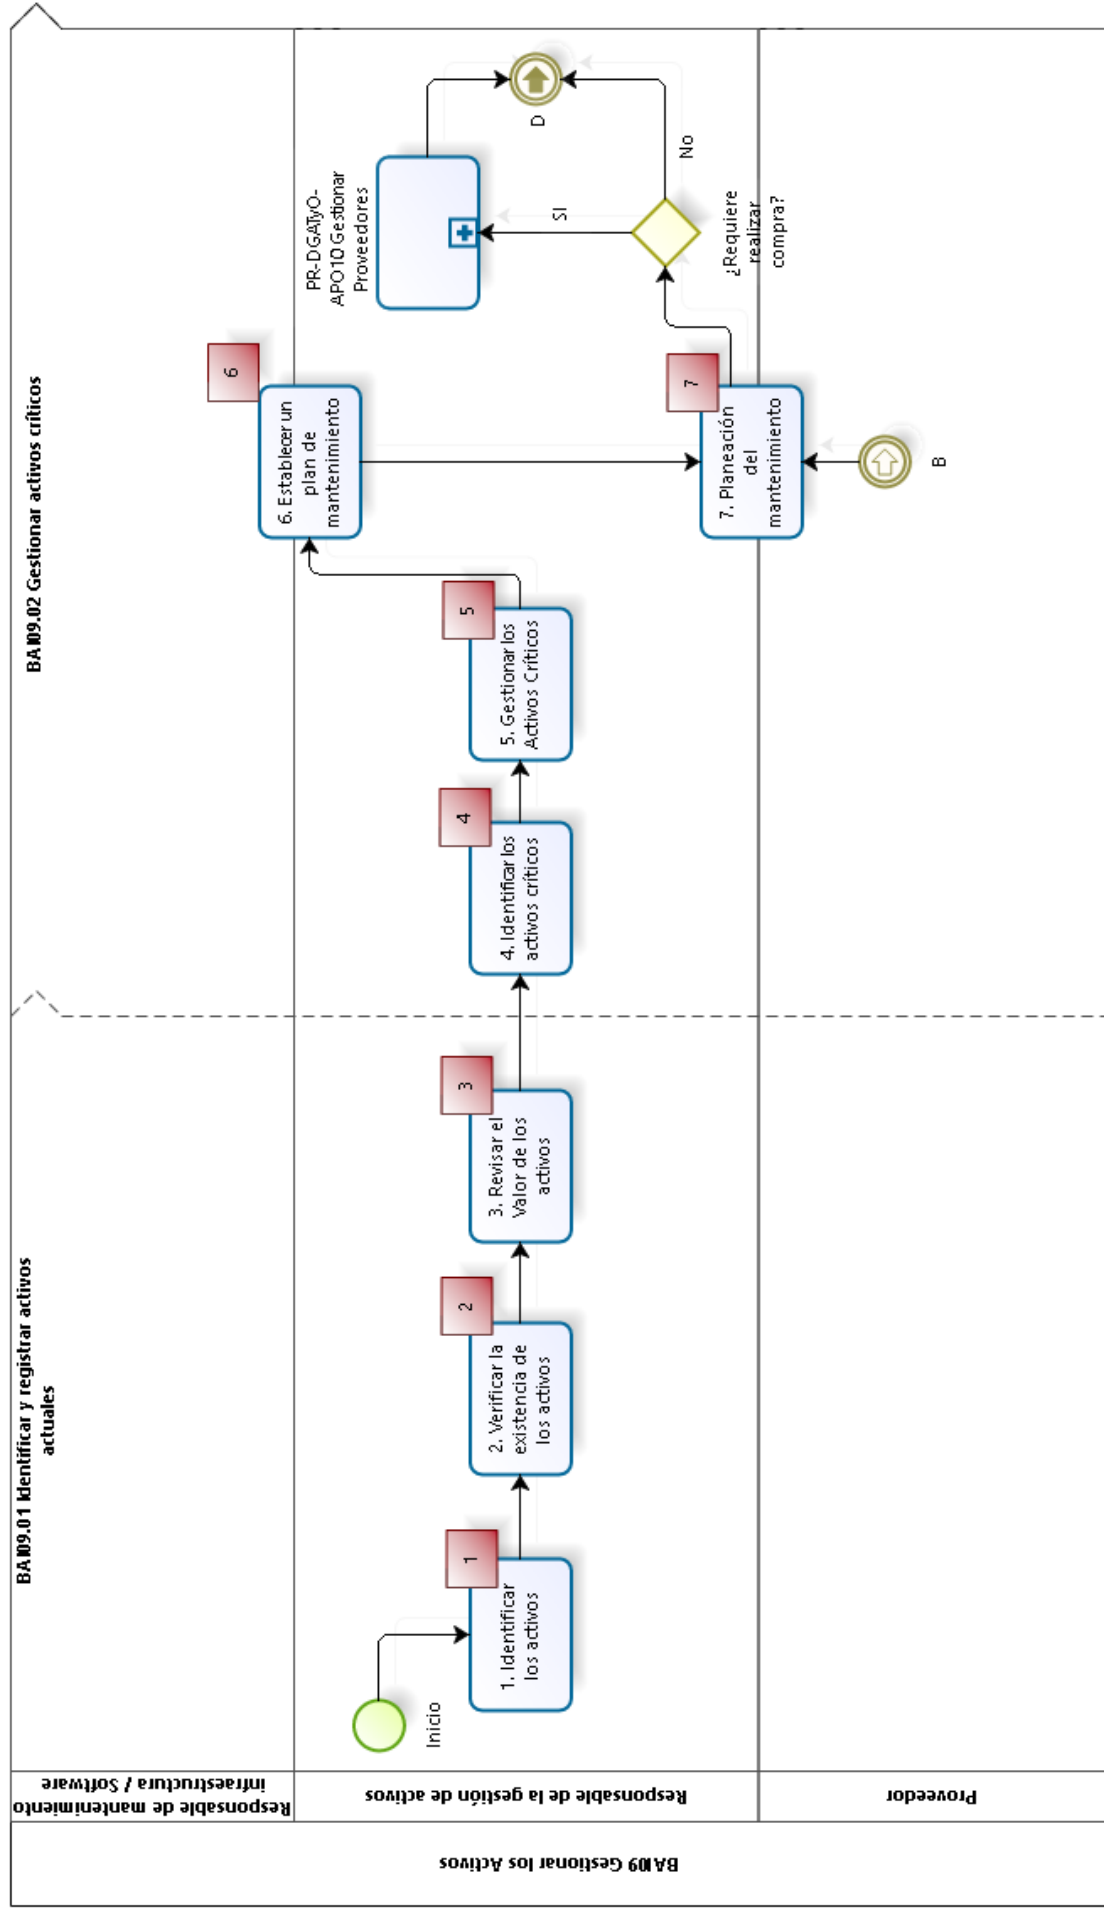 BAI09 Gestionar los Activos
Responsable de mantenimiento
infraestructura / Software
Responsable de la gestión de activos
Proveedor
BAI09.01 Identificar y registrar activos
actuales
BAI09.02 Gestionar activos críticos
Inicio
1
1. Identificar
los activos
2
2. Verificar la
existencia de
los activos
3
3. Revisar el
Valor de los
activos
4
4. Identificar los
activos críticos
5
5. Gestionar los
Activos Críticos
6
6. Establecer un
plan de
mantenimiento
7
7. Planeación
del
mantenimiento
B
¿Requiere
realizar
compra?
SI
No
PR-DGATyO-
APO10 Gestionar
Proveedores
D